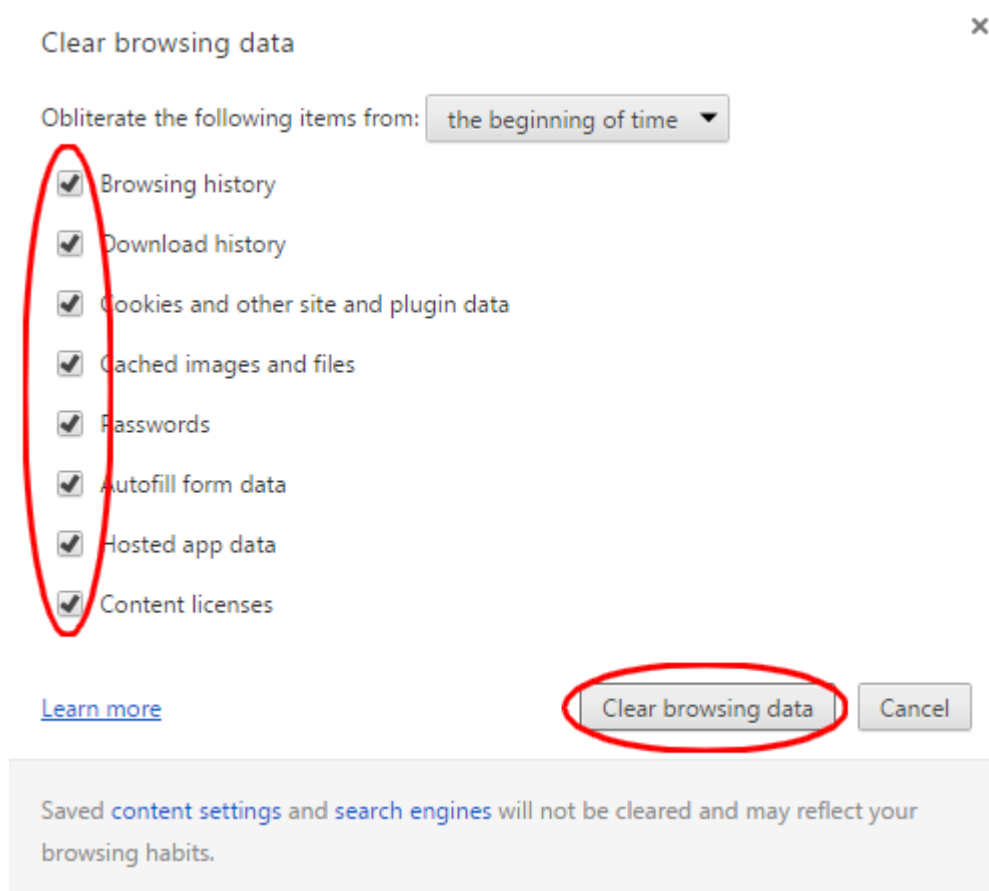 Clear browsing data
Obliterate the following items from: the beginning of time
Browsing history
Download history
Cookies and other site and plugin data
Cached images and files
Passwords
Autofill form data
Hosted app data
Content licenses
Learn more Clear browsing data Cancel
Saved content settings and search engines will not be cleared and may reflect your
browsing habits.